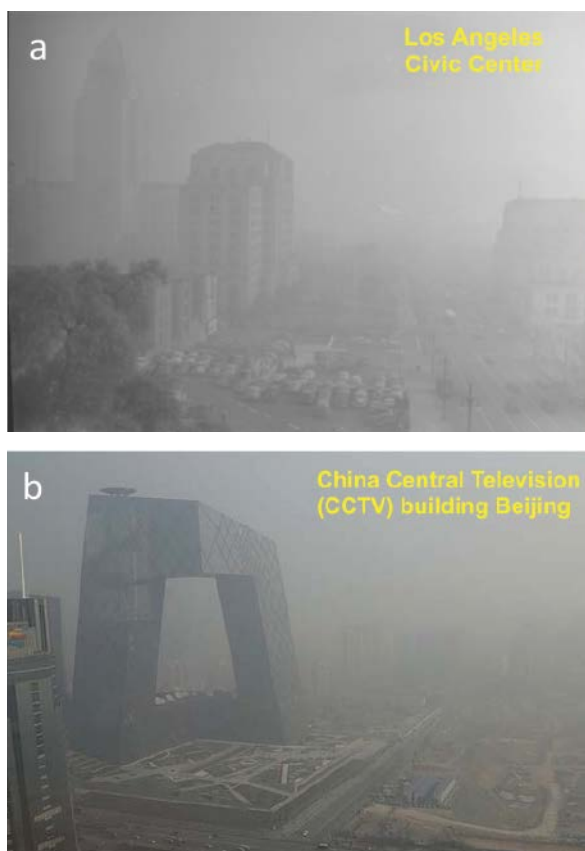 a
Los Angeles
Civic Center
b
China Central Television
(CCTV) building Beijing